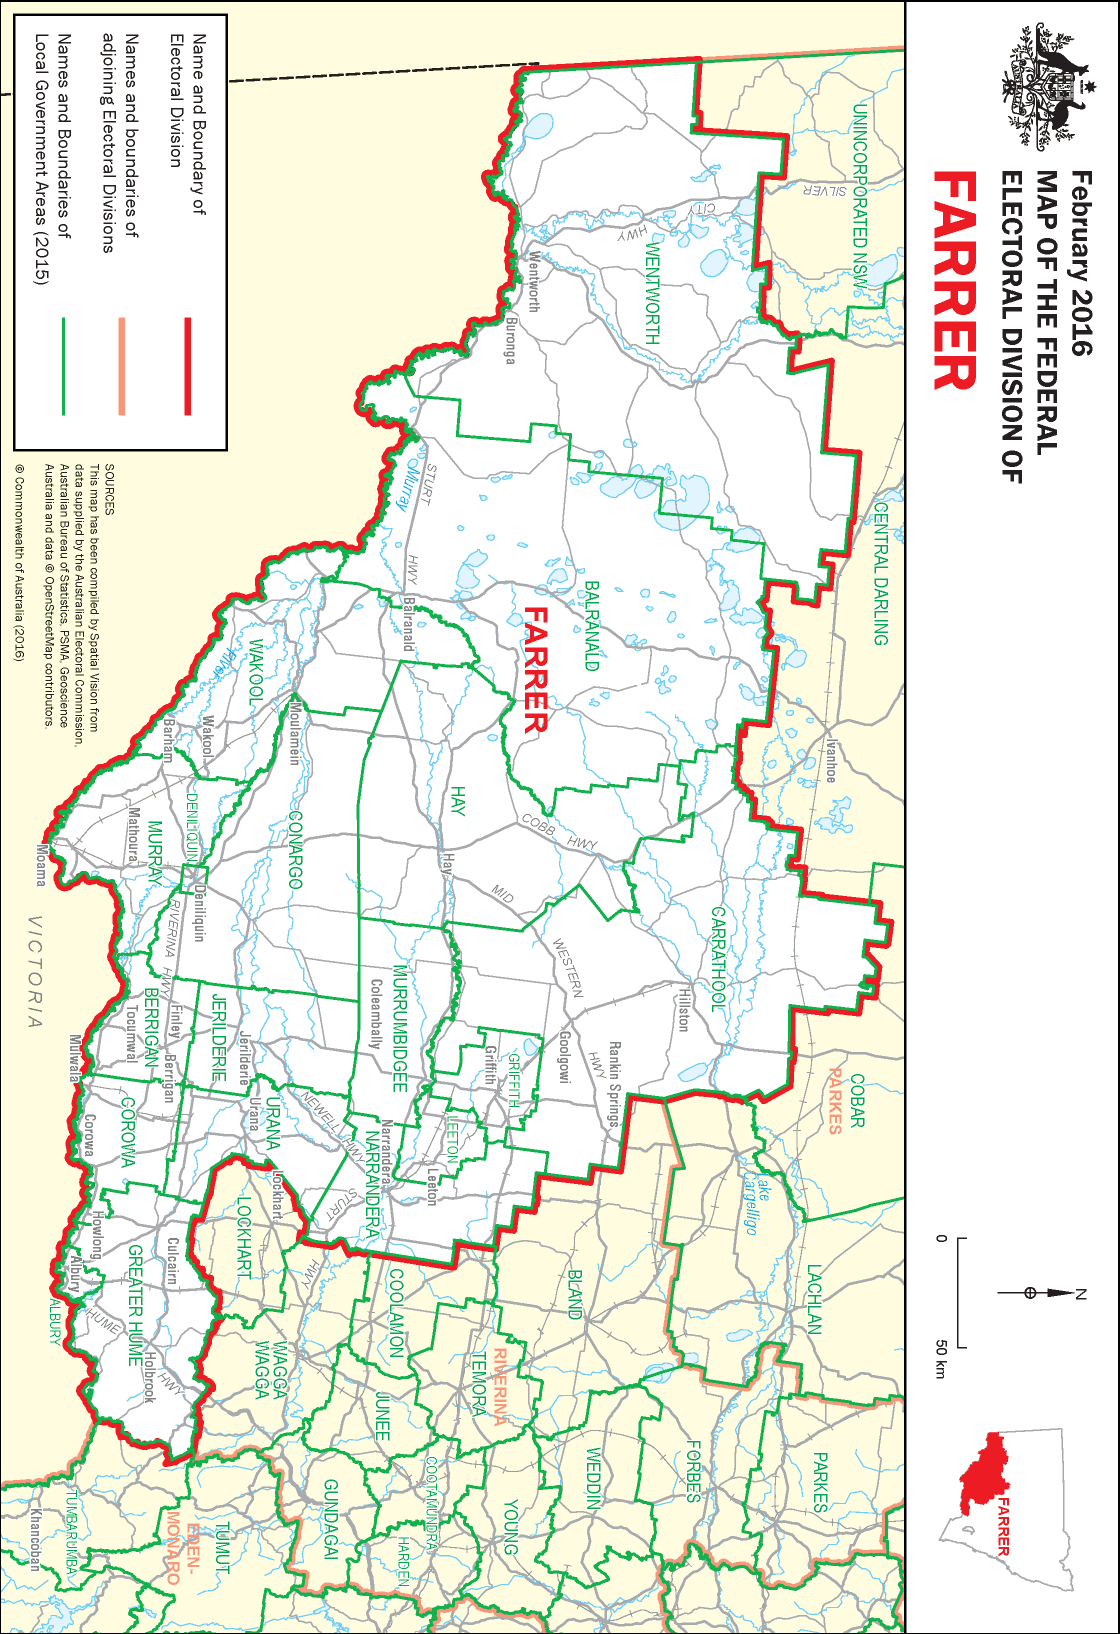 February 2016
MAP OF THE FEDERAL
ELECTORAL DIVISION OF
FARRER
AUSTRALIA
0
50 km
N
FARRER
UNINCORPORATED NSW
SILVER
CITY
HWY
WENTWORTH
Wentworth
Buronga
CENTRAL DARLING
Ivanhoe
Murray
STURT
HWY
Balranald
BALRANALD
FARRER
River
WAKOOL
Moulamein
Wakool
Barham
HAY
Hay
COBB
HWY
MID
WESTERN
HWY
CARRATHOOL
Hillston
Goolgowi
Rankin Springs
CONARGO
DENILIQUIN
Deniliquin
MURRAY
Mathoura
Moama
RIVERINA
HWY
VICTORIA
MURRUMBIDGEE
Coleambally
GRIFFITH
Griffith
LEETON
Leeton
NARRANDERA
Narrandera
STURT
HWY
NEWELL
HWY
JERILDERIE
Jerilderie
URANA
Urana
BERRIGAN
Berrigan
Finley
Tocumwal
Mulwala
COROWA
Corowa
Lockhart
LOCKHART
Howlong
Culcairn
GREATER HUME
Albury
ALBURY
HUME
HWY
Holbrook
COBAR
PARKES
Lake
Cargelligo
LACHLAN
BLAND
COOLAMON
RIVERINA
TEMORA
WAGGA
WAGGA
JUNEE
PARKES
FORBES
WEDDIN
YOUNG
COOTAMUNDRA
HARDEN
GUNDAGAI
TUMUT
EDEN-
MONARO
TUMBARUMBA
Khancoban
Name and Boundary of
Electoral Division
Names and boundaries of
adjoining Electoral Divisions
Names and Boundaries of
Local Government Areas (2015)
SOURCES
This map has been compiled by Spatial Vision from
data supplied by the Australian Electoral Commission,
Australian Bureau of Statistics, PSMA, Geoscience
Australia and data © OpenStreetMap contributors.
© Commonwealth of Australia (2016)